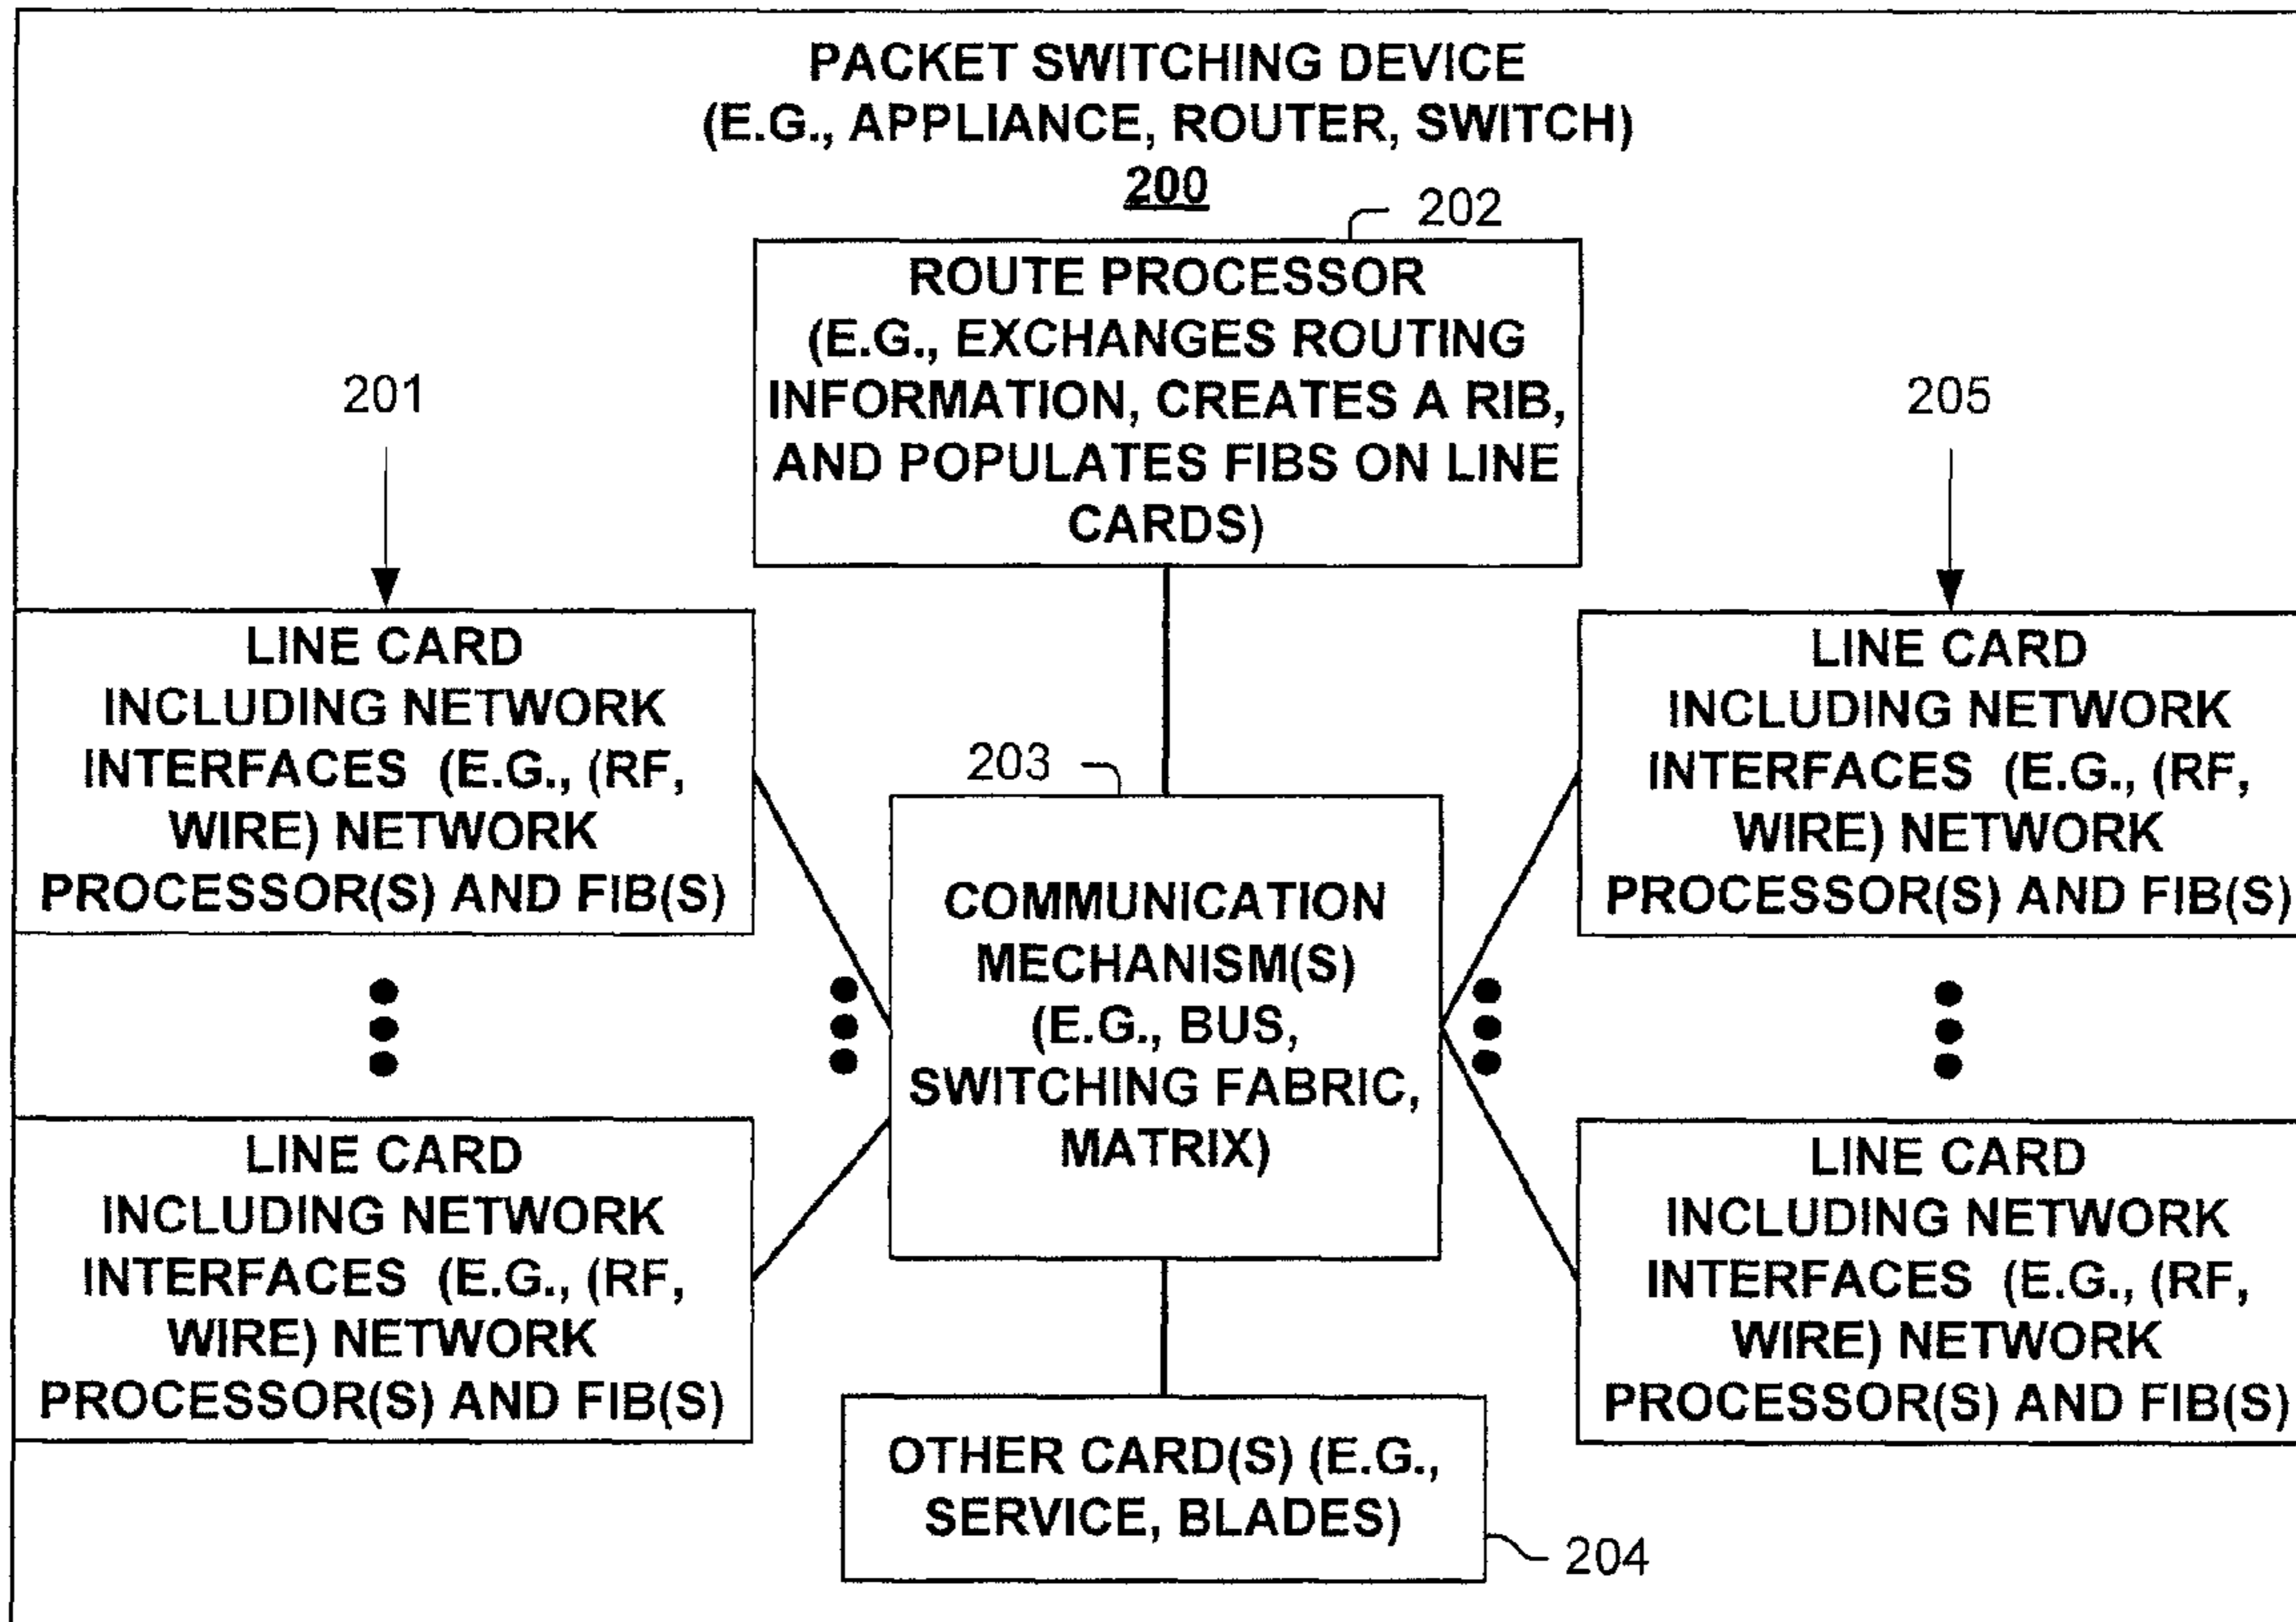 PACKET SWITCHING DEVICE
(E.G., APPLIANCE, ROUTER, SWITCH)
200
202
ROUTE PROCESSOR
(E.G., EXCHANGES ROUTING
INFORMATION, CREATES A RIB,
AND POPULATES FIBS ON LINE
CARDS)
201
205
LINE CARD
INCLUDING NETWORK
INTERFACES (E.G., (RF,
WIRE) NETWORK
PROCESSOR(S) AND FIB(S)
LINE CARD
INCLUDING NETWORK
INTERFACES (E.G., (RF,
WIRE) NETWORK
PROCESSOR(S) AND FIB(S)
203
COMMUNICATION
MECHANISM(S)
(E.G., BUS,
SWITCHING FABRIC,
MATRIX)
LINE CARD
INCLUDING NETWORK
INTERFACES (E.G., (RF,
WIRE) NETWORK
PROCESSOR(S) AND FIB(S)
LINE CARD
INCLUDING NETWORK
INTERFACES (E.G., (RF,
WIRE) NETWORK
PROCESSOR(S) AND FIB(S)
OTHER CARD(S) (E.G.,
SERVICE, BLADES)
204